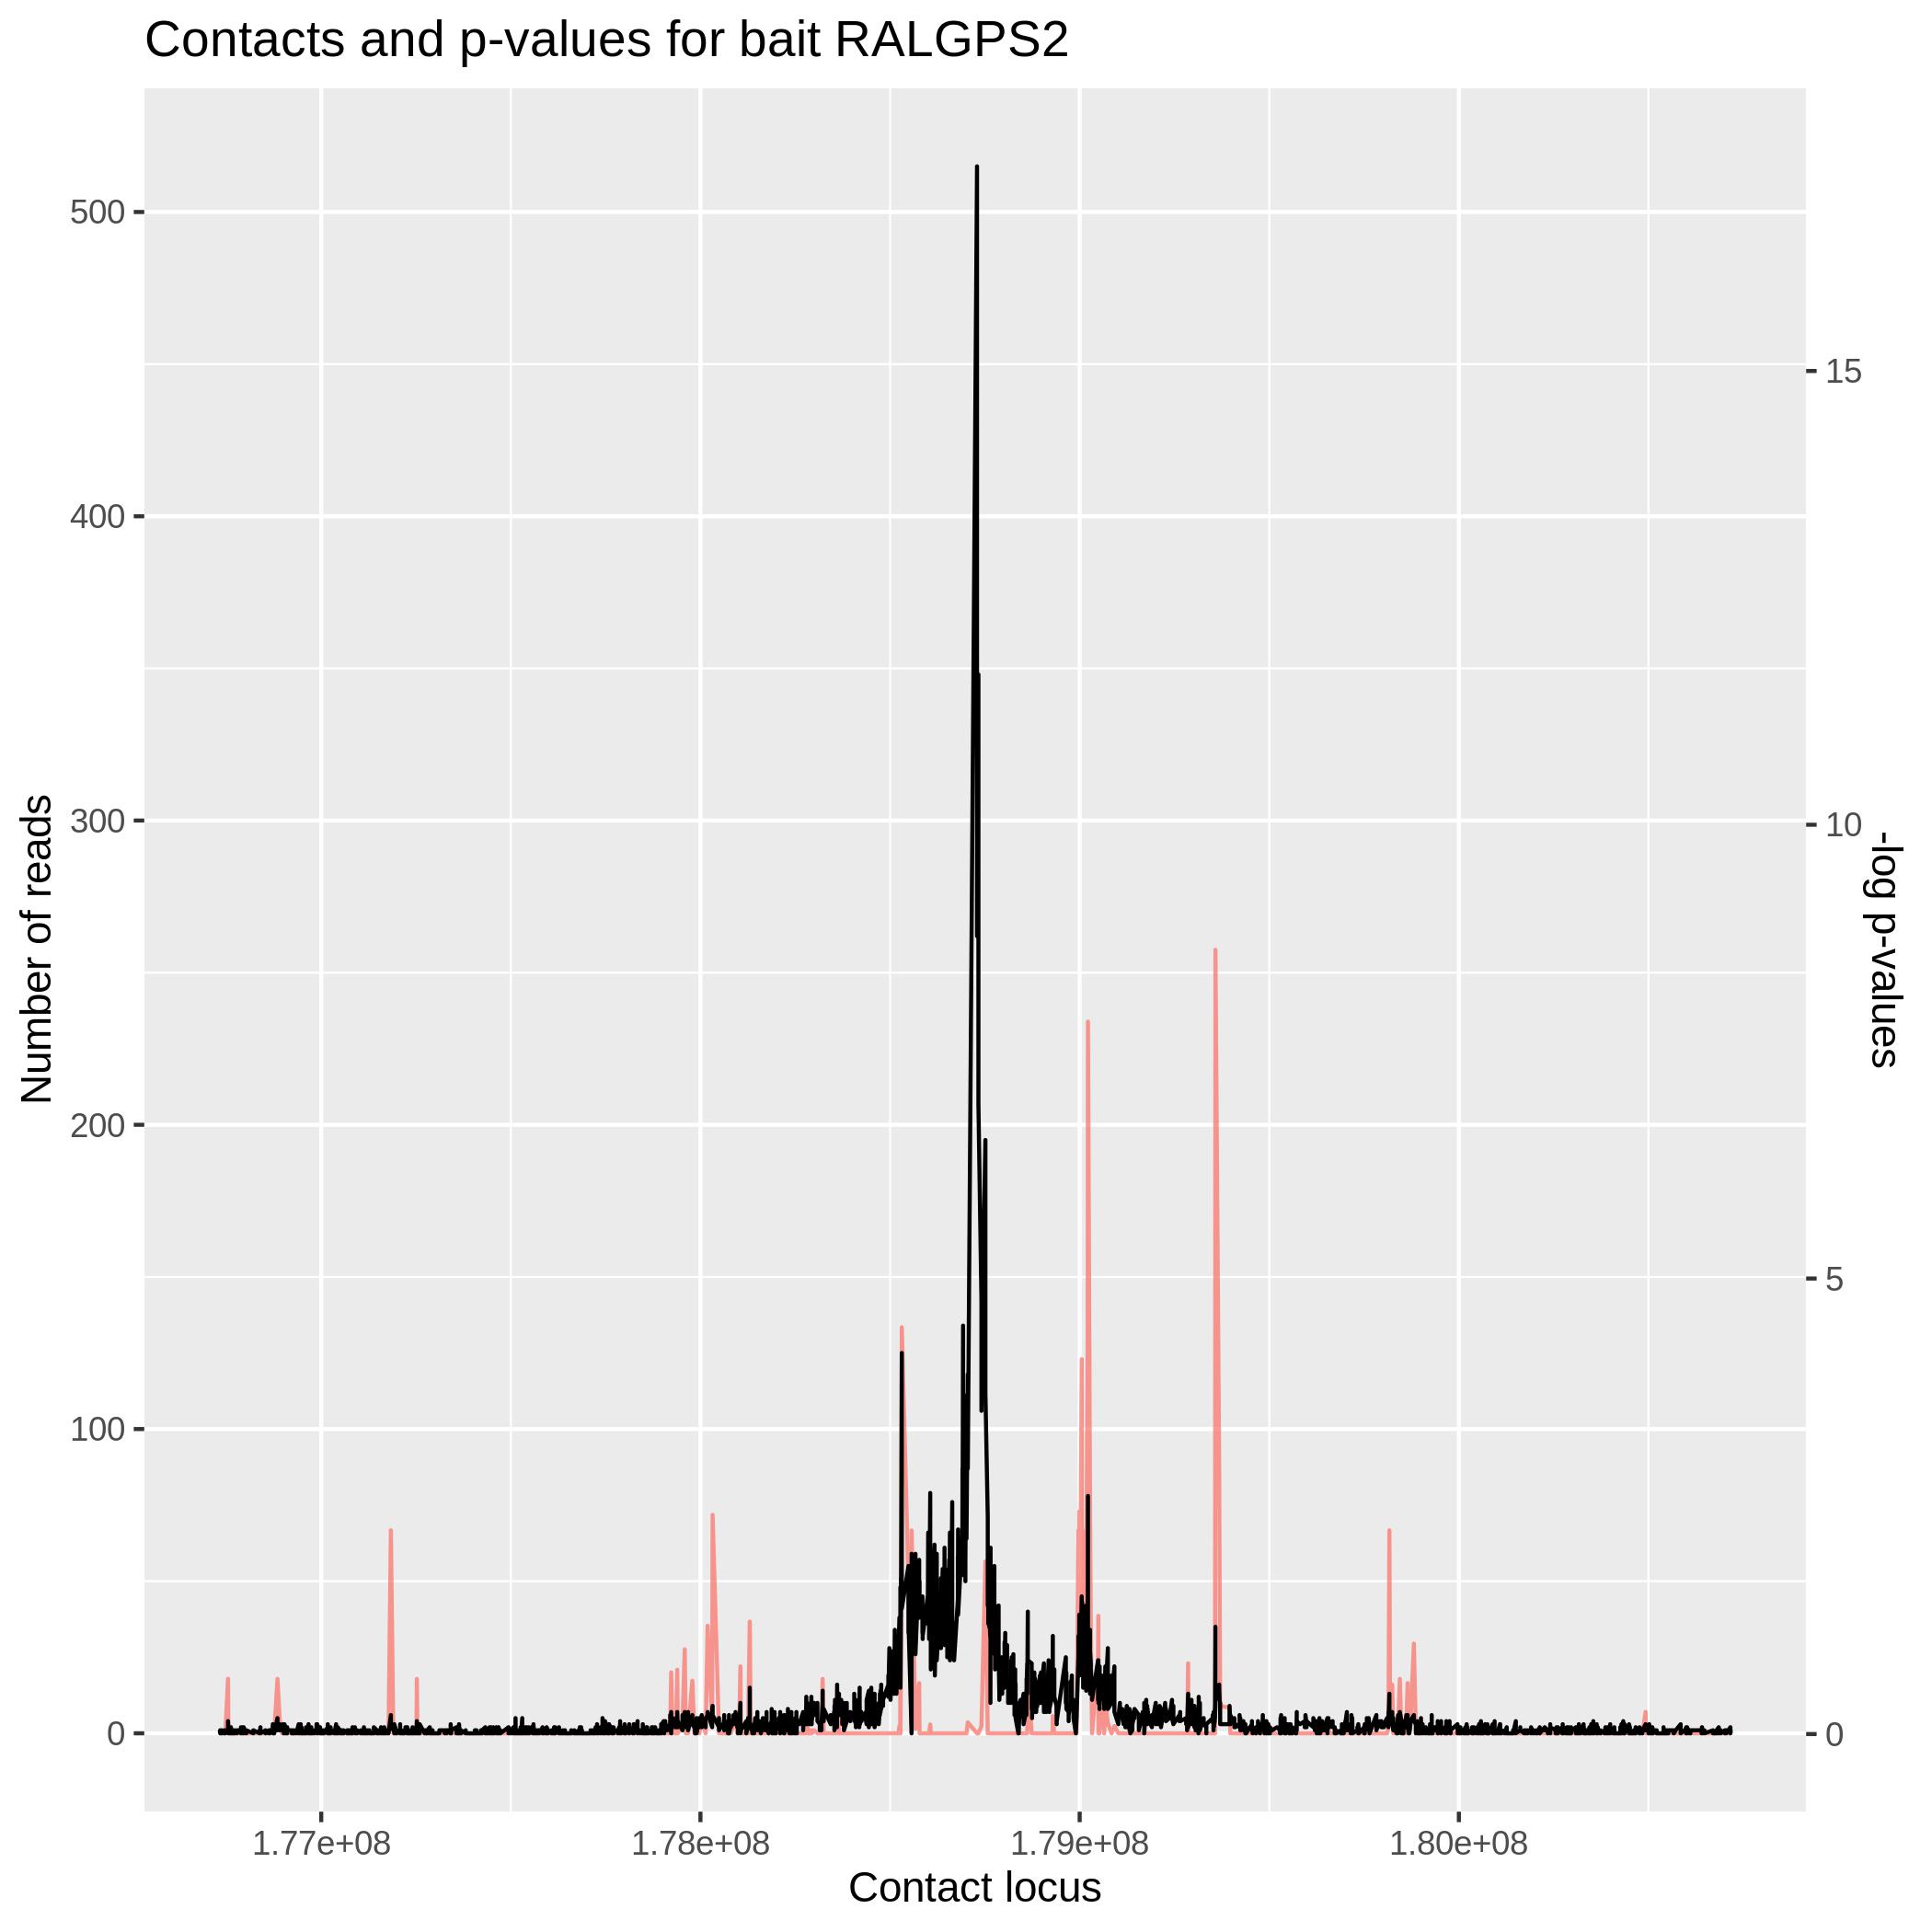 Contacts and p-values for bait RALGPS2
500
400
300
200
100
0
Number of reads
15
10
5
0
-log p-values
1.77e+08
1.78e+08
1.79e+08
1.80e+08
Contact locus